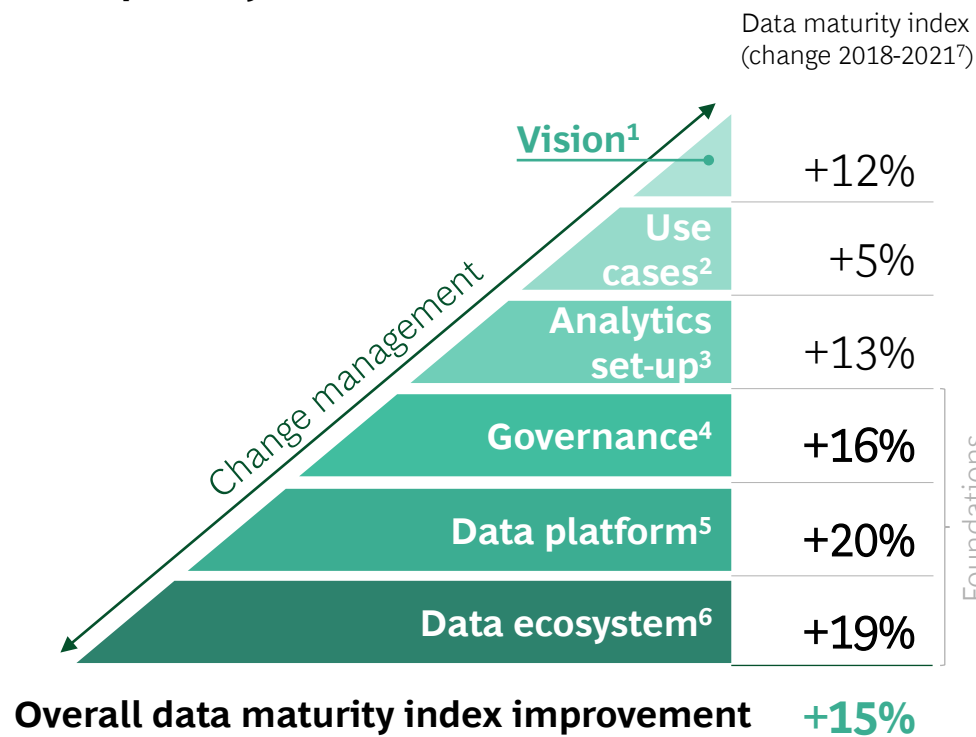 Data maturity index
(change 2018-2021⁷)
Vision¹
+12%
Use
cases²
+5%
Analytics
set-up³
+13%
Change management
Governance⁴
+16%
Data platform⁵
+20%
Data ecosystem⁶
+19%
Foundations
Overall data maturity index improvement +15%